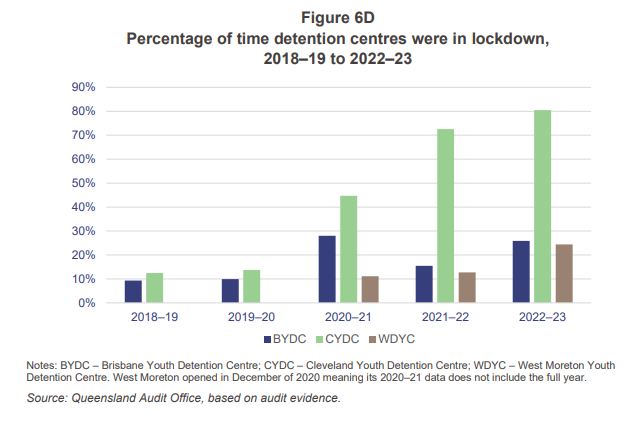 Figure 6D
Percentage of time detention centres were in lockdown,
2018–19 to 2022–23
90%
80%
70%
60%
50%
40%
30%
20%
10%
0%
2018–19 2019–20 2020–21 2021–22 2022–23
BYDC CYDC WDYC
Notes: BYDC – Brisbane Youth Detention Centre; CYDC – Cleveland Youth Detention Centre; WDYC – West Moreton Youth
Detention Centre. West Moreton opened in December of 2020 meaning its 2020–21 data does not include the full year.
Source: Queensland Audit Office, based on audit evidence.